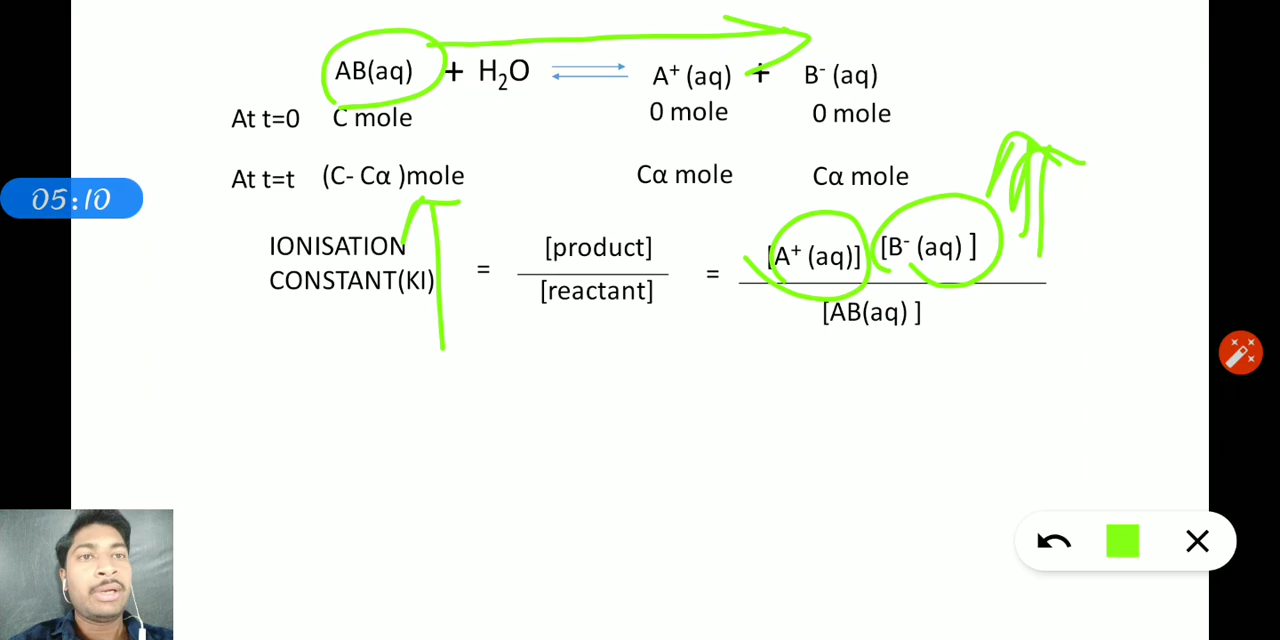 AB(aq) + H₂O ⇌ A⁺ (aq) + B⁻ (aq)
At t=0 C mole 0 mole 0 mole
At t=t (C- Cα )mole Cα mole Cα mole
05:10
IONISATION
CONSTANT(KI) = [product] / [reactant] = [A⁺ (aq)] [B⁻ (aq) ] / [AB(aq) ]